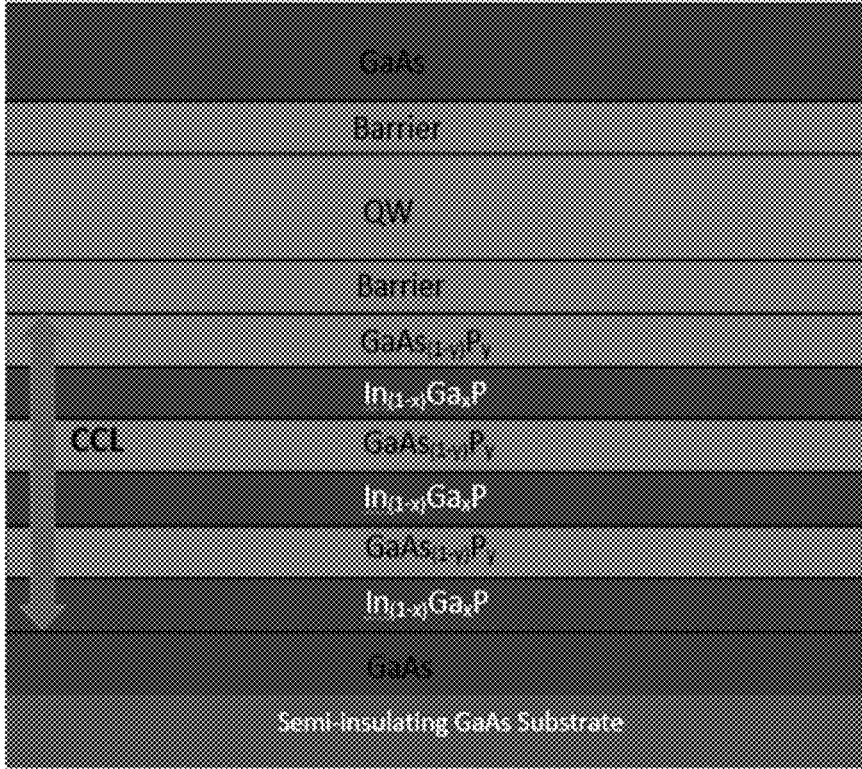 GaAs
Barrier
QW
Barrier
GaAs(1-y)Py
In(1-x)GaxP
CCL
GaAs(1-y)Py
In(1-x)GaxP
GaAs(1-y)Py
In(1-x)GaxP
GaAs
Semi-insulating GaAs Substrate